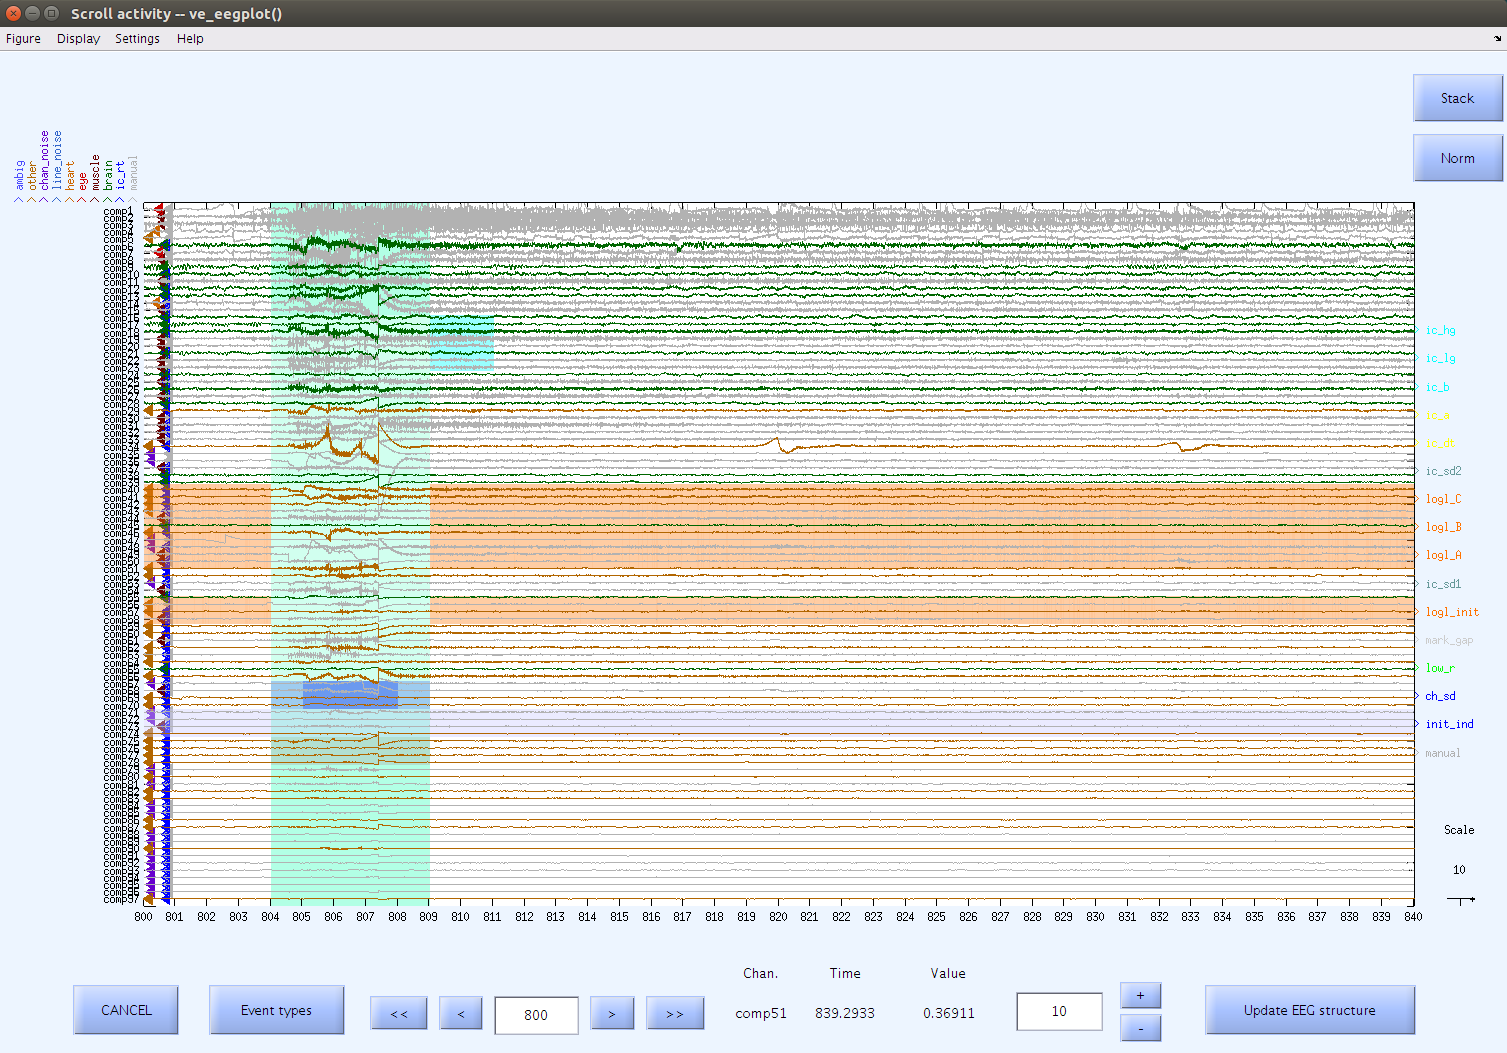 Scroll activity -- ve_eegplot()
Figure Display Settings Help
Stack
Norm
ambig
other
chan_noise
line_noise
heart
eye
muscle
brain
ic_rt
manual
comp1
comp2
comp3
comp4
comp5
comp6
comp7
comp8
comp9
comp10
comp11
comp12
comp13
comp14
comp15
comp17
comp18
comp19
comp20
comp21
comp22
comp23
comp24
comp25
comp26
comp27
comp28
comp29
comp30
comp31
comp32
comp33
comp34
comp35
comp36
comp37
comp38
comp39
comp40
comp41
comp42
comp43
comp44
comp45
comp46
comp47
comp48
comp49
comp50
comp51
comp52
comp53
comp54
comp55
comp56
comp57
comp58
comp59
comp60
comp61
comp62
comp63
comp64
comp65
comp66
comp67
comp68
comp69
comp70
comp71
comp72
comp73
comp74
comp75
comp76
comp77
comp78
comp79
comp80
comp81
comp82
comp83
comp84
comp85
comp86
comp87
comp88
comp89
comp90
comp91
comp92
comp93
comp94
comp95
comp96
comp97
ic_hg
ic_lg
ic_b
ic_a
ic_dt
ic_sd2
logl_C
logl_B
logl_A
ic_sd1
logl_init
mark_gap
low_r
ch_sd
init_ind
manual
Scale
10
800 801 802 803 804 805 806 807 808 809 810 811 812 813 814 815 816 817 818 819 820 821 822 823 824 825 826 827 828 829 830 831 832 833 834 835 836 837 838 839 840
Chan. Time Value
CANCEL Event types << < 800 > >> comp51 839.2933 0.36911 10 + - Update EEG structure